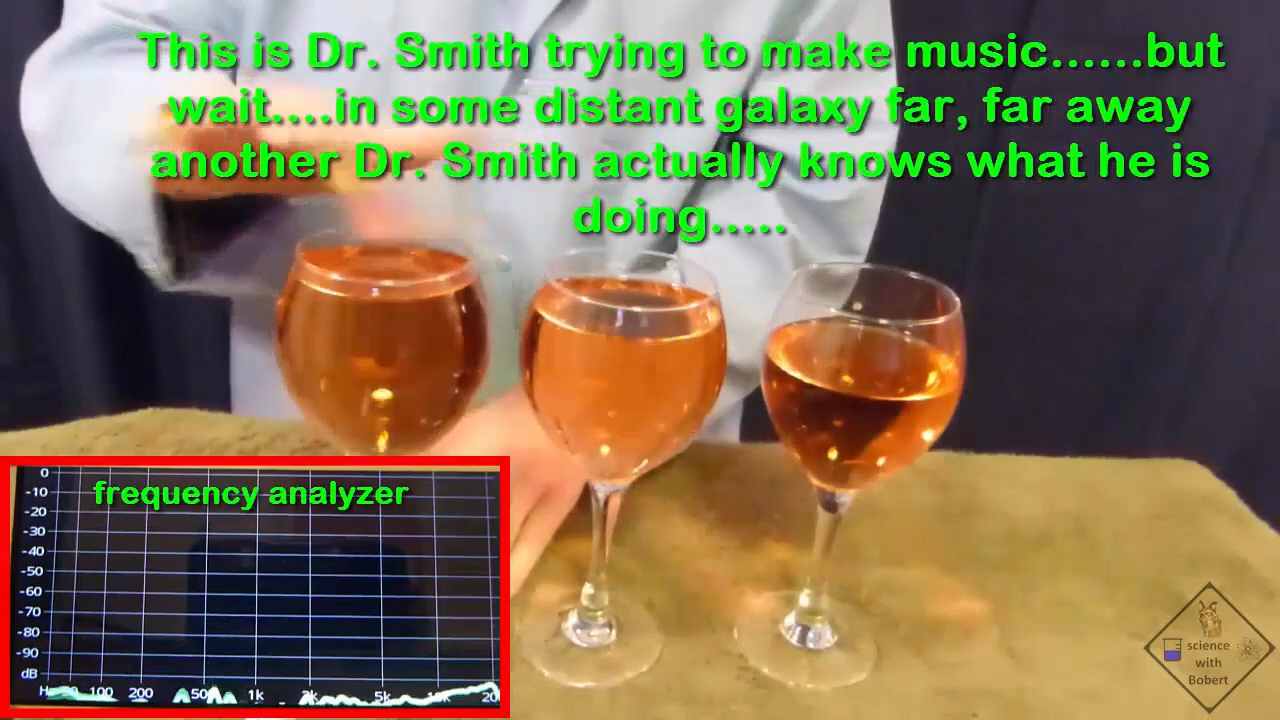 This is Dr. Smith trying to make music......but
wait....in some distant galaxy far, far away
another Dr. Smith actually knows what he is
doing.....
frequency analyzer
0
-10
-20
-30
-40
-50
-60
-70
-80
-90
dB
100 200 1k 5k
science
with
Bobert